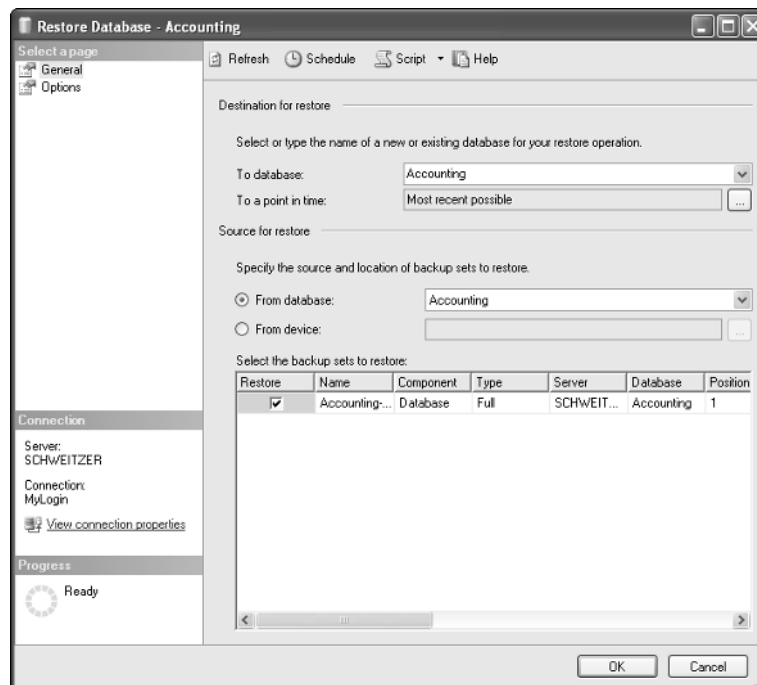 Restore Database - Accounting
Select a page
General
Options
Refresh Schedule Script Help
Destination for restore
Select or type the name of a new or existing database for your restore operation.
To database: Accounting
To a point in time: Most recent possible ...
Source for restore
Specify the source and location of backup sets to restore.
From database: Accounting
From device: ...
Select the backup sets to restore:
Restore Name Component Type Server Database Position
Accounting-... Database Full SCHWEIT... Accounting 1
Connection
Server:
SCHWEITZER
Connection:
MyLogin
View connection properties
Progress
Ready
OK Cancel